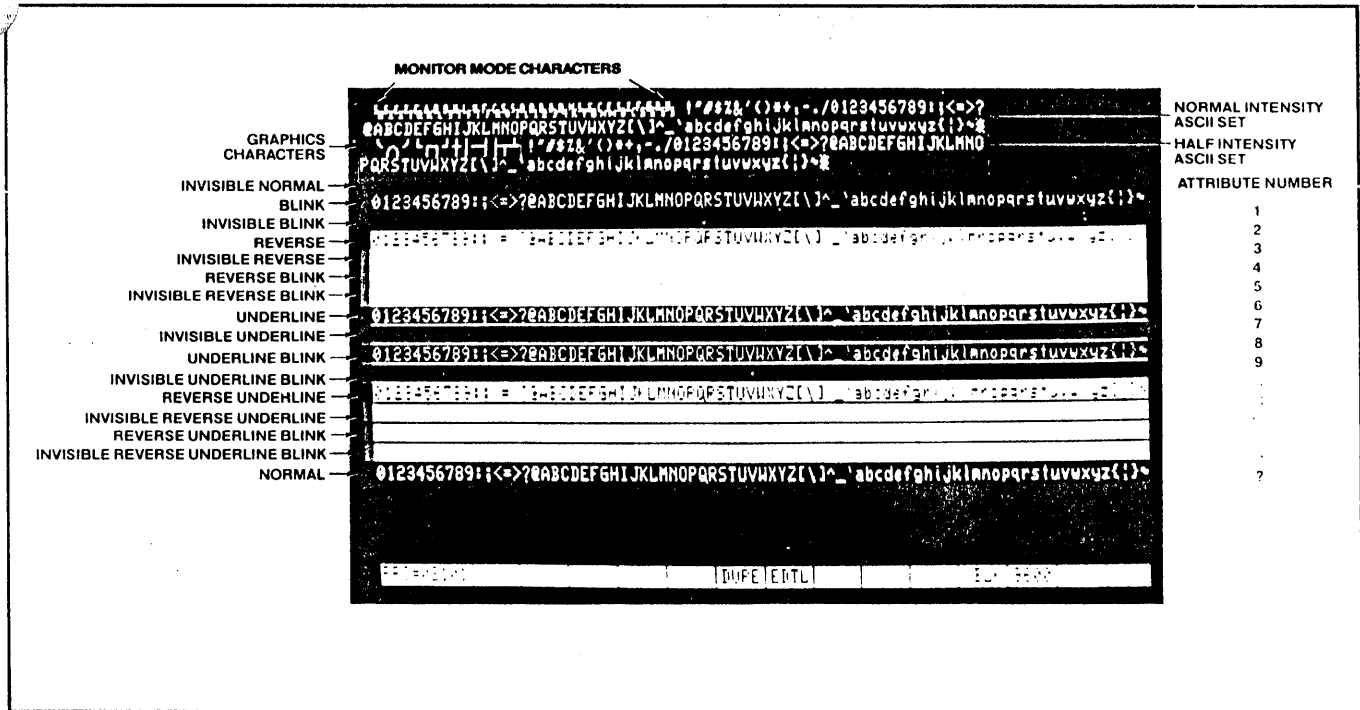 MONITOR MODE CHARACTERS
!"#$%&'()*+,-./0123456789:;<=>?
@ABCDEFGHIJKLMNOPQRSTUVWXYZ[\]^_`abcdefghijklmnopqrstuvwxyz{¦}~
!"#$%&'()*+,-./0123456789:;<=>?@ABCDEFGHIJKLMNO
PQRSTUVWXYZ[\]^_`abcdefghijklmnopqrstuvwxyz{¦}~
NORMAL INTENSITY
ASCII SET
HALF INTENSITY
ASCII SET
GRAPHICS
CHARACTERS
INVISIBLE NORMAL
BLINK
0123456789:;<=>?@ABCDEFGHIJKLMNOPQRSTUVWXYZ[\]^_`abcdefghijklmnopqrstuvwxyz{¦}~
INVISIBLE BLINK
REVERSE
INVISIBLE REVERSE
REVERSE BLINK
INVISIBLE REVERSE BLINK
UNDERLINE
0123456789:;<=>?@ABCDEFGHIJKLMNOPQRSTUVWXYZ[\]^_`abcdefghijklmnopqrstuvwxyz{¦}~
INVISIBLE UNDERLINE
UNDERLINE BLINK
0123456789:;<=>?@ABCDEFGHIJKLMNOPQRSTUVWXYZ[\]^_`abcdefghijklmnopqrstuvwxyz{¦}~
INVISIBLE UNDERLINE BLINK
REVERSE UNDEHLINE
INVISIBLE REVERSE UNDERLINE
REVERSE UNDERLINE BLINK
INVISIBLE REVERSE UNDERLINE BLINK
NORMAL
0123456789:;<=>?@ABCDEFGHIJKLMNOPQRSTUVWXYZ[\]^_`abcdefghijklmnopqrstuvwxyz{¦}~
DUPE EDTL
9600
ATTRIBUTE NUMBER
1
2
3
4
5
6
7
8
9
.
.
.
.
?